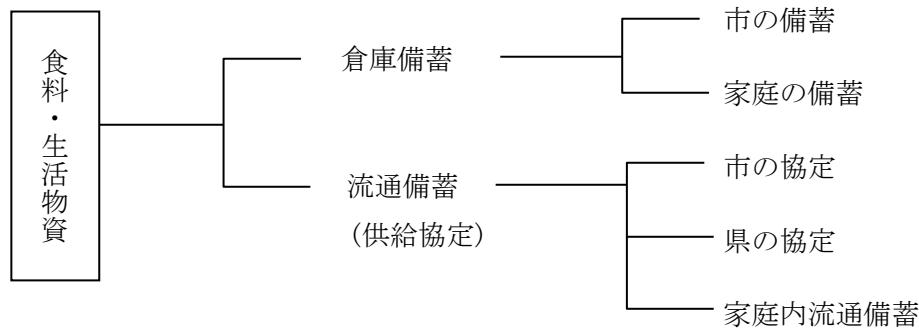 食料・生活物資
倉庫備蓄
市の備蓄
家庭の備蓄
流通備蓄
（供給協定）
市の協定
県の協定
家庭内流通備蓄